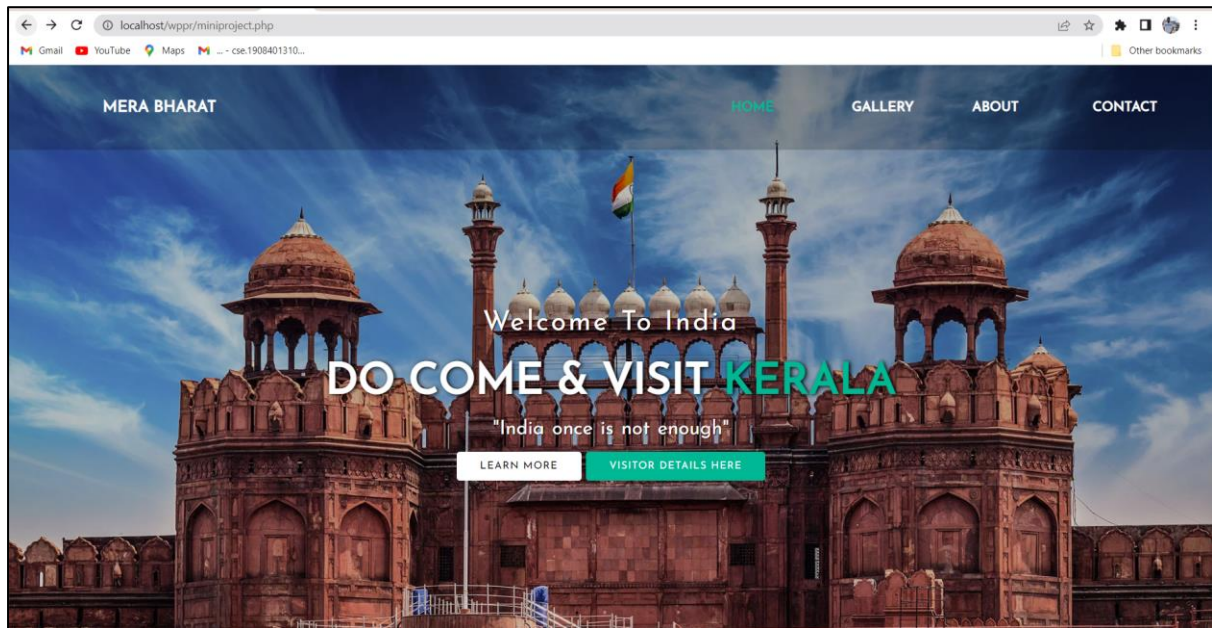 localhost/wppr/miniproject.php
Gmail YouTube Maps ... - cse.1908401310... Other bookmarks
MERA BHARAT HOME GALLERY ABOUT CONTACT
Welcome To India
DO COME & VISIT KERALA
"India once is not enough"
LEARN MORE VISITOR DETAILS HERE